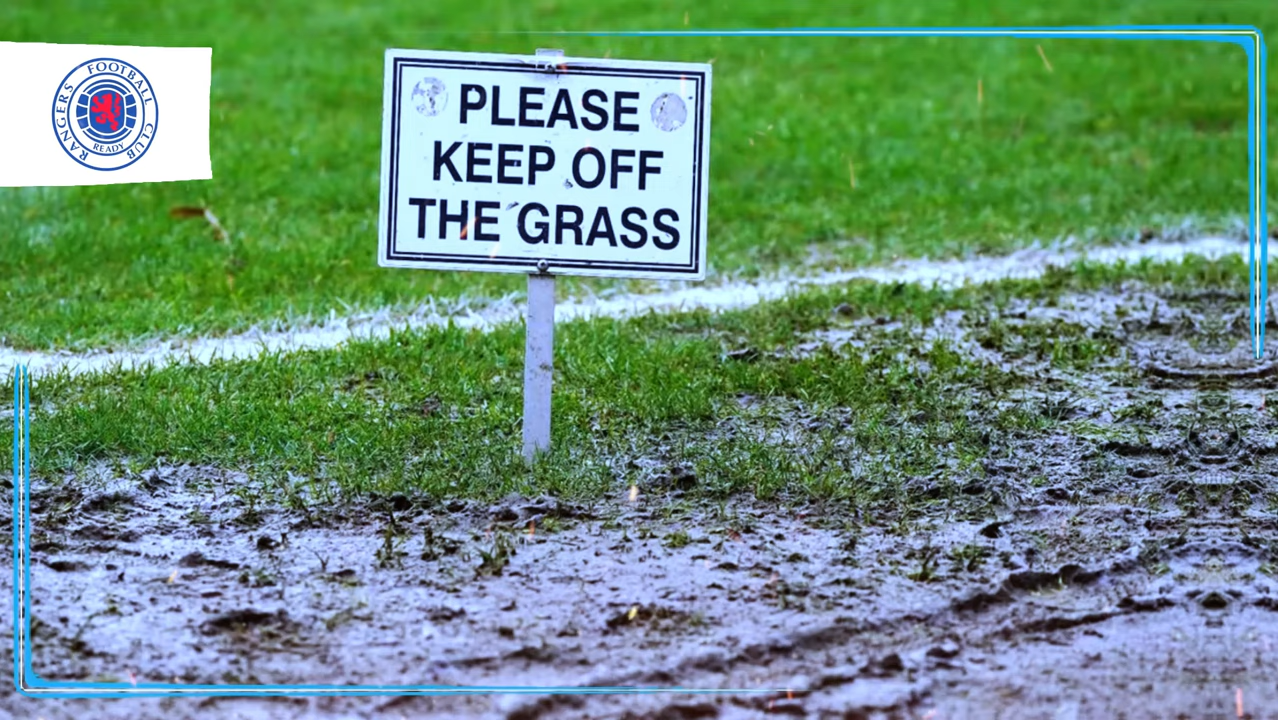 RANGERS FOOTBALL CLUB
READY
PLEASE
KEEP OFF
THE GRASS